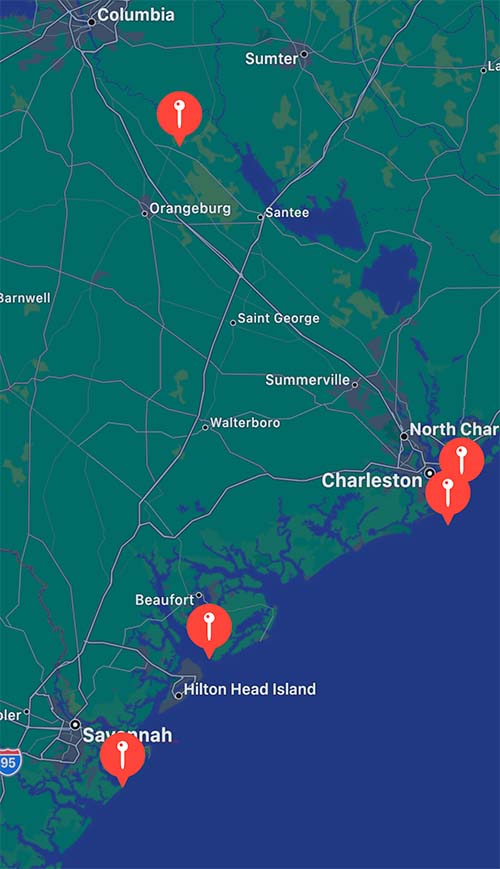 Columbia
Sumter
La
Orangeburg
Santee
Barnwell
Saint George
Summerville
Walterboro
North Char
Charleston
Beaufort
Hilton Head Island
oler
Savannah
95